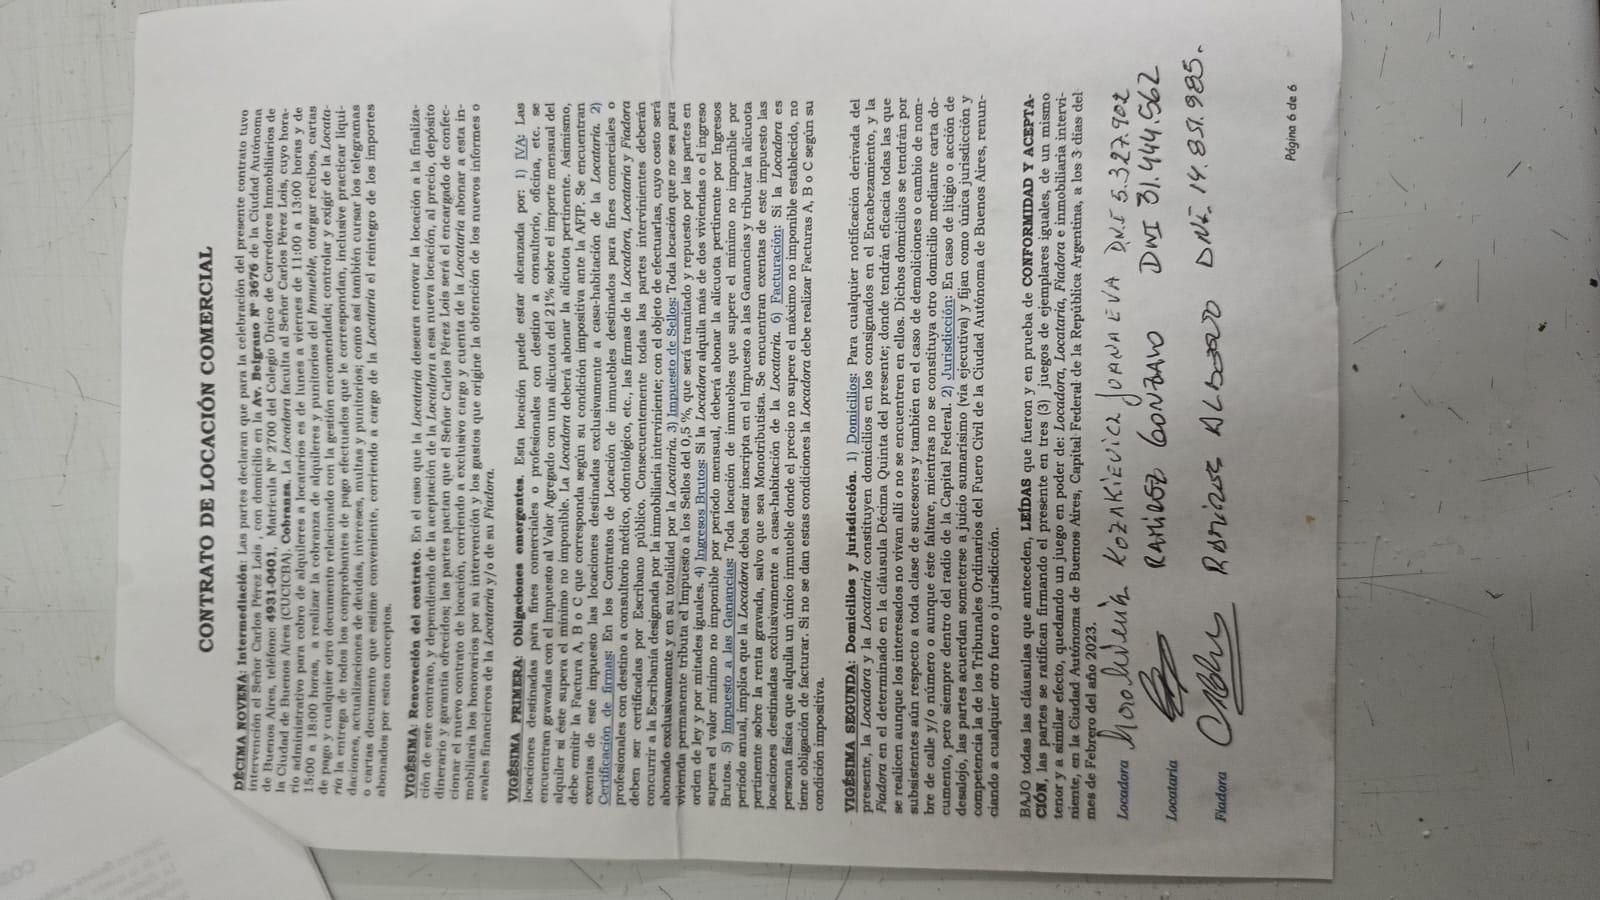 CONTRATO DE LOCACIÓN COMERCIAL
DÉCIMA NOVENA: Intermediación: Las partes declaran que para la celebración del presente contrato tuvo
intervención el Señor Carlos Pérez Lois , con domicilio en la Av. Belgrano Nº 3676 de la Ciudad Autónoma
de Buenos Aires, teléfono: 4931-0401, Matrícula Nº 2700 del Colegio Único de Corredores Inmobiliarios de
la Ciudad de Buenos Aires (CUCICBA). Cobranza. La Locadora faculta al Señor Carlos Pérez Lois, cuyo hora-
rio administrativo para cobro de alquileres a locatarios es de lunes a viernes de 11:00 a 13:00 horas y de
15:00 a 18:00 horas, a realizar la cobranza de alquileres y punitorios del Inmueble, otorgar recibos, cartas
de pago y cualquier otro documento relacionado con la gestión encomendada; controlar y exigir de la Locata-
ria la entrega de todos los comprobantes de pago efectuados que le correspondan, inclusive practicar liqui-
daciones, actualizaciones de deudas, intereses, multas y punitorios; como así también cursar los telegramas
o cartas documento que estime conveniente, corriendo a cargo de la Locataria el reintegro de los importes
abonados por estos conceptos.
VIGÉSIMA: Renovación del contrato. En el caso que la Locataria deseara renovar la locación a la finaliza-
ción de este contrato, y dependiendo de la aceptación de la Locadora a esa nueva locación, al precio, depósito
dinerario y garantía ofrecidos; las partes pactan que el Señor Carlos Pérez Lois será el encargado de confec-
cionar el nuevo contrato de locación, corriendo a exclusivo cargo y cuenta de la Locataria abonar a esta in-
mobiliaria los honorarios por su intervención y los gastos que origine la obtención de los nuevos informes o
avales financieros de la Locataria y/o de su Fiadora.
VIGÉSIMA PRIMERA: Obligaciones emergentes. Esta locación puede estar alcanzada por: 1) IVA: Las
locaciones destinadas para fines comerciales o profesionales con destino a consultorio, oficina, etc. se
encuentran gravadas con el Impuesto al Valor Agregado con una alícuota del 21% sobre el importe mensual del
alquiler si éste supera el mínimo no imponible. La Locadora deberá abonar la alícuota pertinente. Asimismo,
debe emitir la Factura A, B o C que corresponda según su condición impositiva ante la AFIP. Se encuentran
exentas de este impuesto las locaciones destinadas exclusivamente a casa-habitación de la Locataria. 2)
Certificación de firmas: En los Contratos de Locación de inmuebles destinados para fines comerciales o
profesionales con destino a consultorio médico, odontológico, etc., las firmas de la Locadora, Locataria y Fiadora
deben ser certificadas por Escribano público. Consecuentemente todas las partes intervinientes deberán
concurrir a la Escribanía designada por la inmobiliaria interviniente; con el objeto de efectuarlas, cuyo costo será
abonado exclusivamente y en su totalidad por la Locataria. 3) Impuesto de Sellos: Toda locación que no sea para
vivienda permanente tributa el Impuesto a los Sellos del 0,5 %, que será tramitado y repuesto por las partes en
orden de ley y por mitades iguales. 4) Ingresos Brutos: Si la Locadora alquila más de dos viviendas o el ingreso
supera el valor mínimo no imponible por período mensual, deberá abonar la alícuota pertinente por Ingresos
Brutos. 5) Impuesto a las Ganancias: Toda locación de inmuebles que supere el mínimo no imponible por
período anual, implica que la Locadora deba estar inscripta en el Impuesto a las Ganancias y tributar la alícuota
pertinente sobre la renta gravada, salvo que sea Monotributista. Se encuentran exentas de este impuesto las
locaciones destinadas exclusivamente a casa-habitación de la Locataria. 6) Facturación: Si la Locadora es
persona física que alquila un único inmueble donde el precio no supere el máximo no imponible establecido, no
tiene obligación de facturar. Si no se dan estas condiciones la Locadora debe realizar Facturas A, B o C según su
condición impositiva.
VIGÉSIMA SEGUNDA: Domicilios y jurisdicción. 1) Domicilios: Para cualquier notificación derivada del
presente, la Locadora y la Locataria constituyen domicilios en los consignados en el Encabezamiento, y la
Fiadora en el determinado en la cláusula Décima Quinta del presente; donde tendrán eficacia todas las que
se realicen aunque los interesados no vivan allí o no se encuentren en ellos. Dichos domicilios se tendrán por
subsistentes aún respecto a toda clase de sucesores y también en el caso de demoliciones o cambio de nom-
bre de calle y/o número o aunque éste faltare, mientras no se constituya otro domicilio mediante carta do-
cumento, pero siempre dentro del radio de la Capital Federal. 2) Jurisdicción: En caso de litigio o acción de
desalojo, las partes acuerdan someterse a juicio sumarísimo (vía ejecutiva) y fijan como única jurisdicción y
competencia la de los Tribunales Ordinarios del Fuero Civil de la Ciudad Autónoma de Buenos Aires, renun-
ciando a cualquier otro fuero o jurisdicción.
BAJO todas las cláusulas que anteceden, LEÍDAS que fueron y en prueba de CONFORMIDAD Y ACEPTA-
CIÓN, las partes se ratifican firmando el presente en tres (3) juegos de ejemplares iguales, de un mismo
tenor y a similar efecto, quedando un juego en poder de: Locadora, Locataria, Fiadora e inmobiliaria intervi-
niente, en la Ciudad Autónoma de Buenos Aires, Capital Federal de la República Argentina, a los 3 días del
mes de Febrero del año 2023.
Locadora KOZAKIEVICZ JUANA EVA D.N.I 5.327.902
Locataria RAMIREZ GONZALO DNI 31.444.562
Fiadora RAMIREZ DNI. 14.851.985.
Página 6 de 6